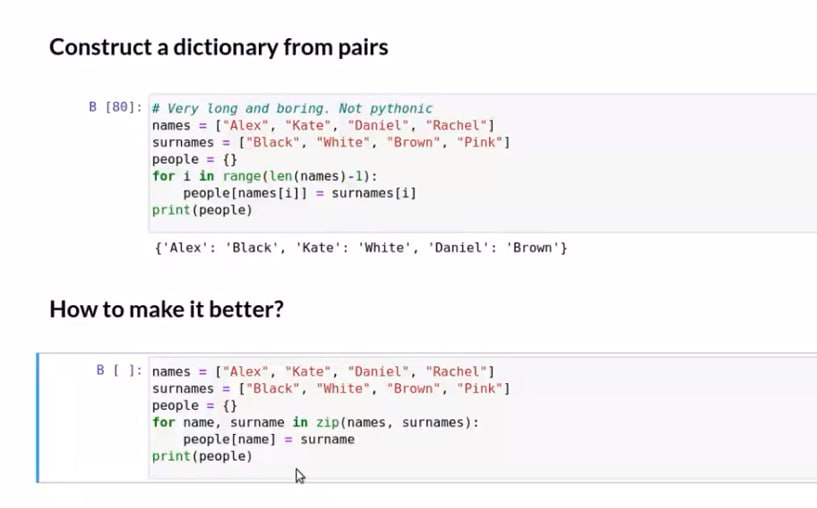 Construct a dictionary from pairs
B [80]: # Very long and boring. Not pythonic
names = ["Alex", "Kate", "Daniel", "Rachel"]
surnames = ["Black", "White", "Brown", "Pink"]
people = {}
for i in range(len(names)-1):
    people[names[i]] = surnames[i]
print(people)
{'Alex': 'Black', 'Kate': 'White', 'Daniel': 'Brown'}
How to make it better?
B [ ]: names = ["Alex", "Kate", "Daniel", "Rachel"]
surnames = ["Black", "White", "Brown", "Pink"]
people = {}
for name, surname in zip(names, surnames):
    people[name] = surname
print(people)